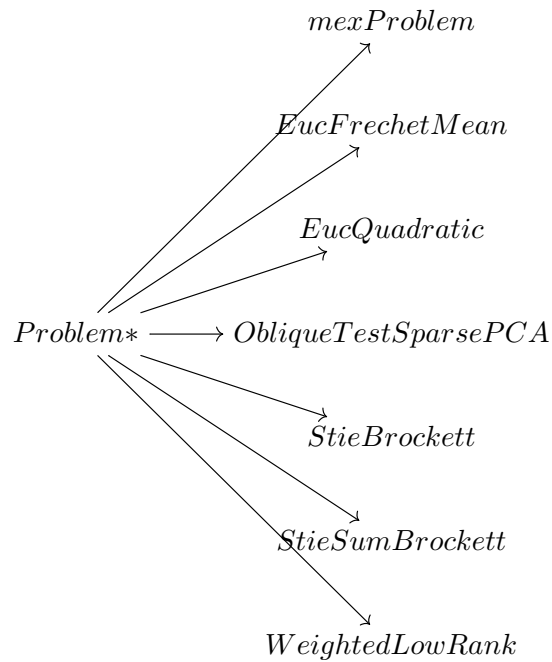 mexProblem
EucFrechetMean
EucQuadratic
Problem* ObliqueTestSparsePCA
StieBrockett
StieSumBrockett
WeightedLowRank